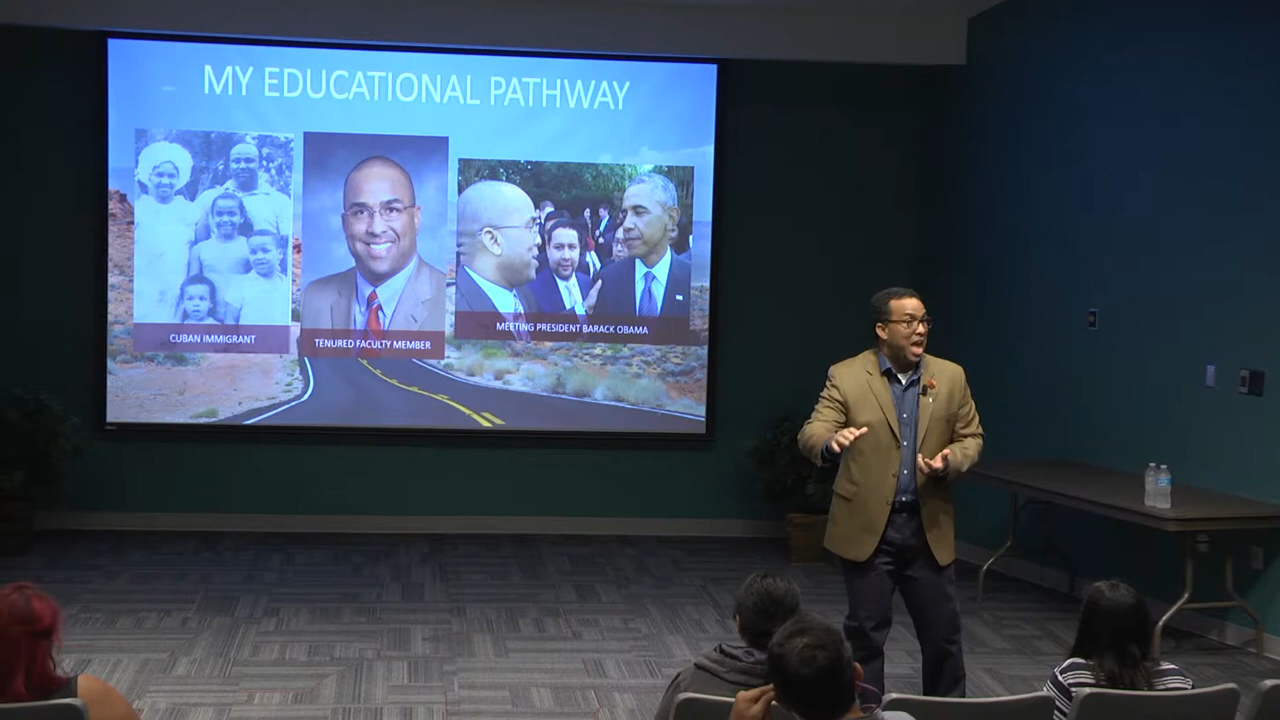 MY EDUCATIONAL PATHWAY
CUBAN IMMIGRANT
TENURED FACULTY MEMBER
MEETING PRESIDENT BARACK OBAMA